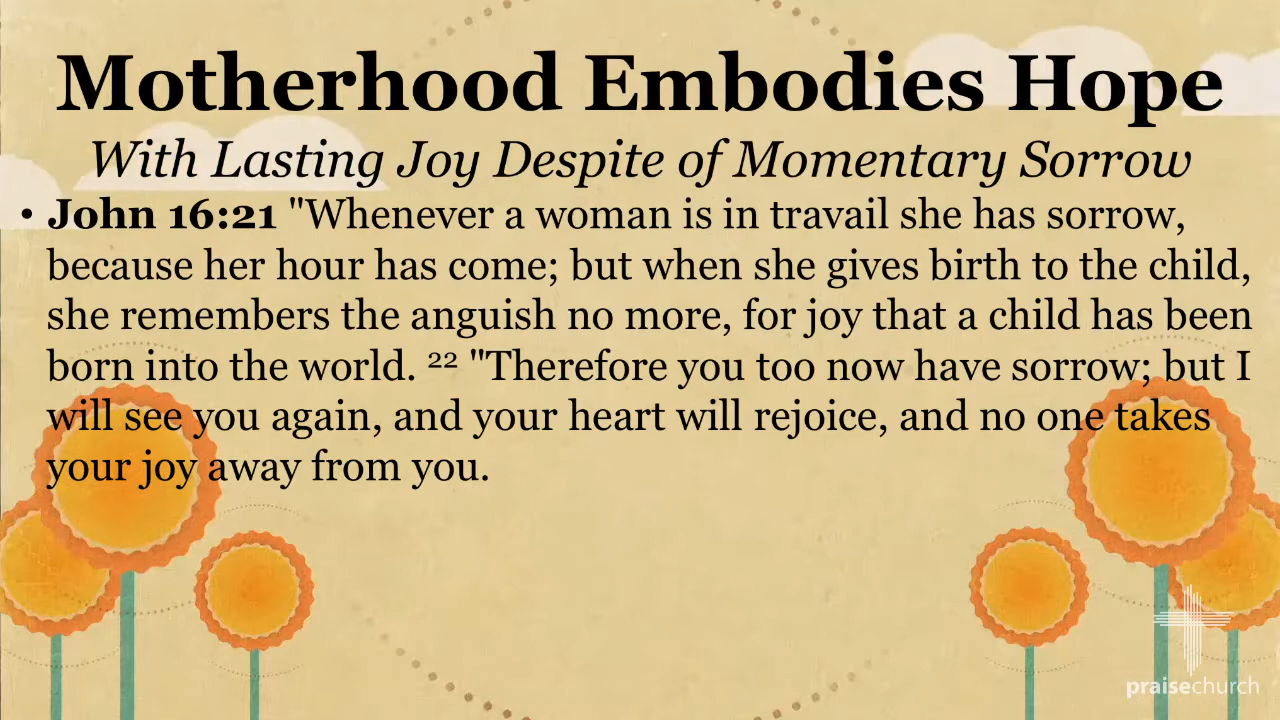 Motherhood Embodies Hope
With Lasting Joy Despite of Momentary Sorrow
• John 16:21 "Whenever a woman is in travail she has sorrow,
because her hour has come; but when she gives birth to the child,
she remembers the anguish no more, for joy that a child has been
born into the world. ²² "Therefore you too now have sorrow; but I
will see you again, and your heart will rejoice, and no one takes
your joy away from you.
praisechurch